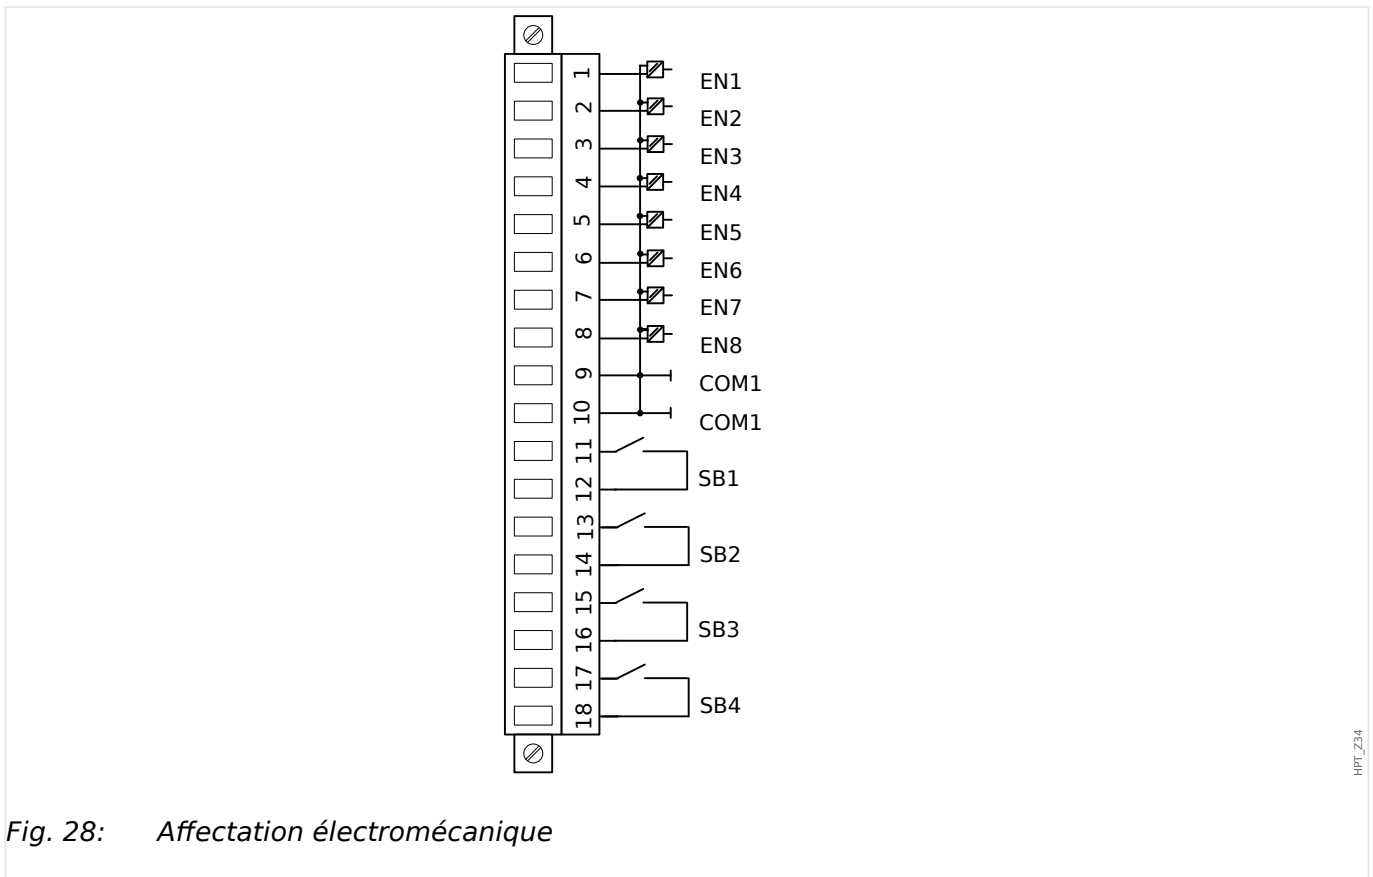 1 EN1
2 EN2
3 EN3
4 EN4
5 EN5
6 EN6
7 EN7
8 EN8
9 COM1
10 COM1
11
SB1
12
13
SB2
14
15
SB3
16
17
SB4
18
HPT_Z34
Fig. 28: Affectation électromécanique